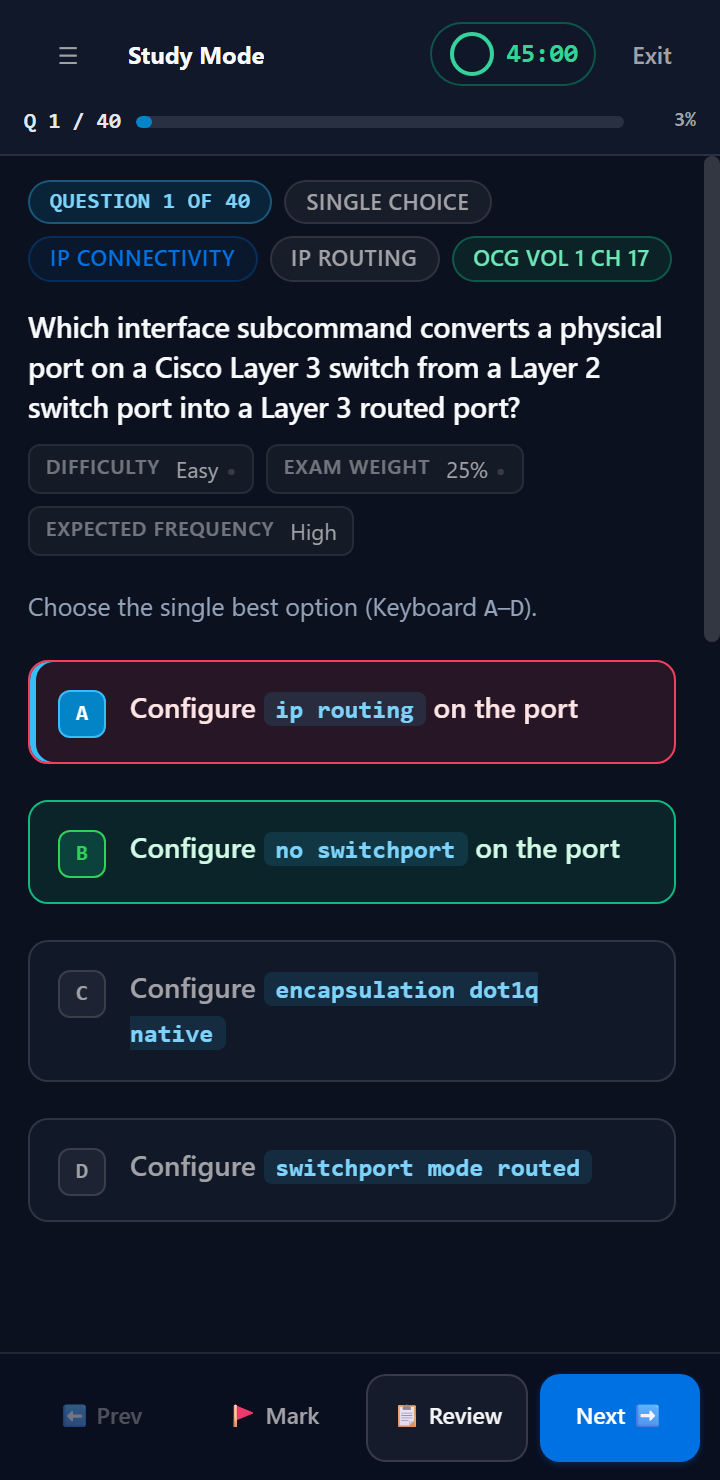 ☰ Study Mode 45:00 Exit
Q 1 / 40 3%
QUESTION 1 OF 40 SINGLE CHOICE
IP CONNECTIVITY IP ROUTING OCG VOL 1 CH 17
Which interface subcommand converts a physical
port on a Cisco Layer 3 switch from a Layer 2
switch port into a Layer 3 routed port?
DIFFICULTY Easy • EXAM WEIGHT 25% •
EXPECTED FREQUENCY High
Choose the single best option (Keyboard A–D).
A Configure ip routing on the port
B Configure no switchport on the port
C Configure encapsulation dot1q
native
D Configure switchport mode routed
⬅️ Prev 🚩 Mark 📋 Review Next ➡️